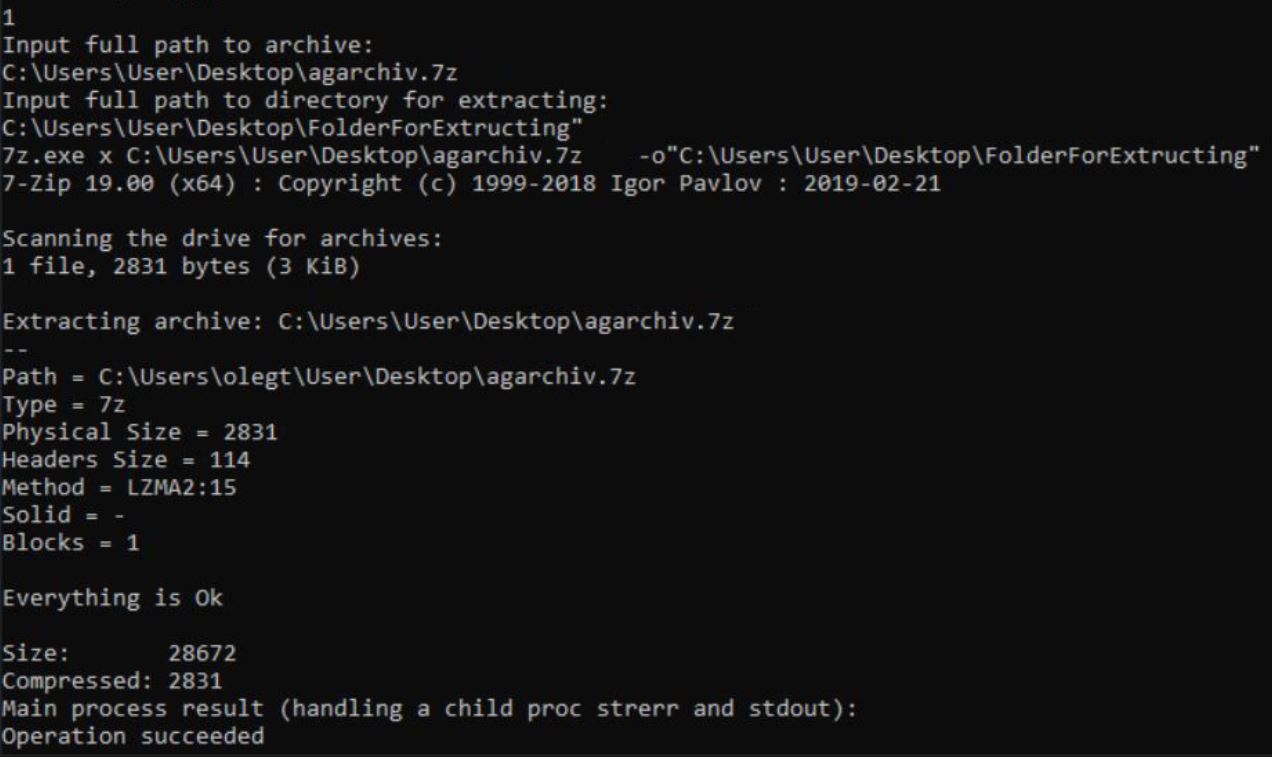 1
Input full path to archive:
C:\Users\User\Desktop\agarchiv.7z
Input full path to directory for extracting:
C:\Users\User\Desktop\FolderForExtructing"
7z.exe x C:\Users\User\Desktop\agarchiv.7z    -o"C:\Users\User\Desktop\FolderForExtructing"
7-Zip 19.00 (x64) : Copyright (c) 1999-2018 Igor Pavlov : 2019-02-21
Scanning the drive for archives:
1 file, 2831 bytes (3 KiB)
Extracting archive: C:\Users\User\Desktop\agarchiv.7z
--
Path = C:\Users\olegt\User\Desktop\agarchiv.7z
Type = 7z
Physical Size = 2831
Headers Size = 114
Method = LZMA2:15
Solid = -
Blocks = 1
Everything is Ok
Size:       28672
Compressed: 2831
Main process result (handling a child proc strerr and stdout):
Operation succeeded